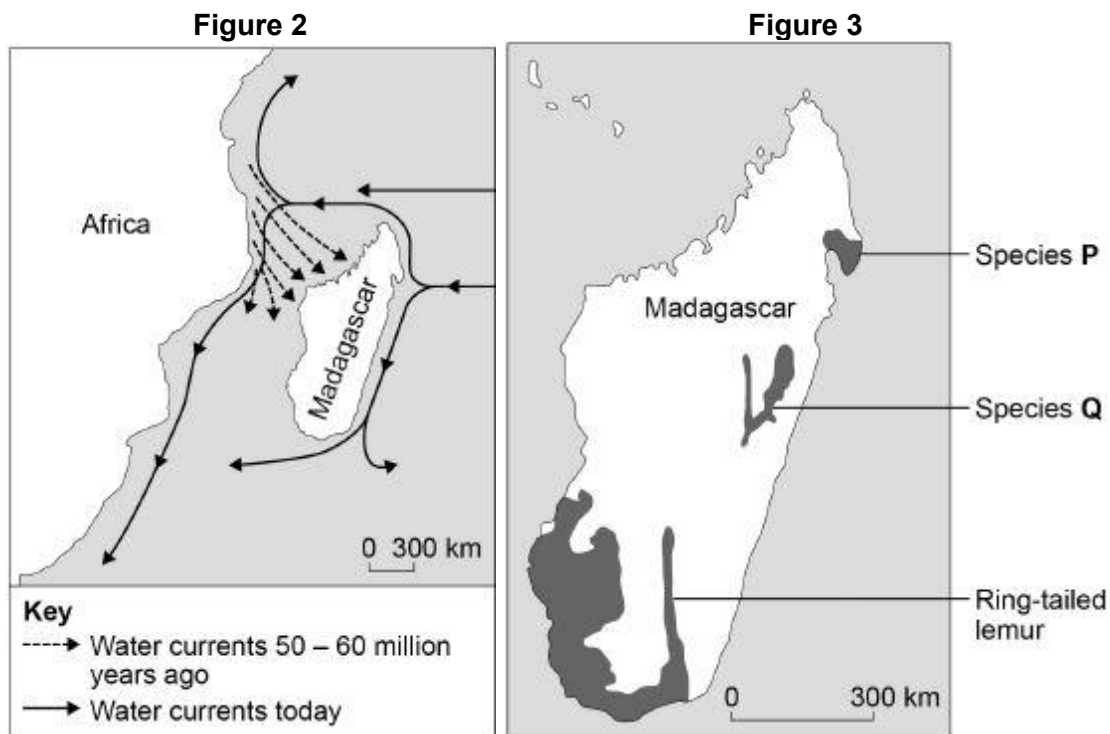 Figure 2
Africa
Madagascar
0 300 km
Key
Water currents 50 – 60 million
years ago
Water currents today
Figure 3
Madagascar
Species P
Species Q
Ring-tailed
lemur
0 300 km